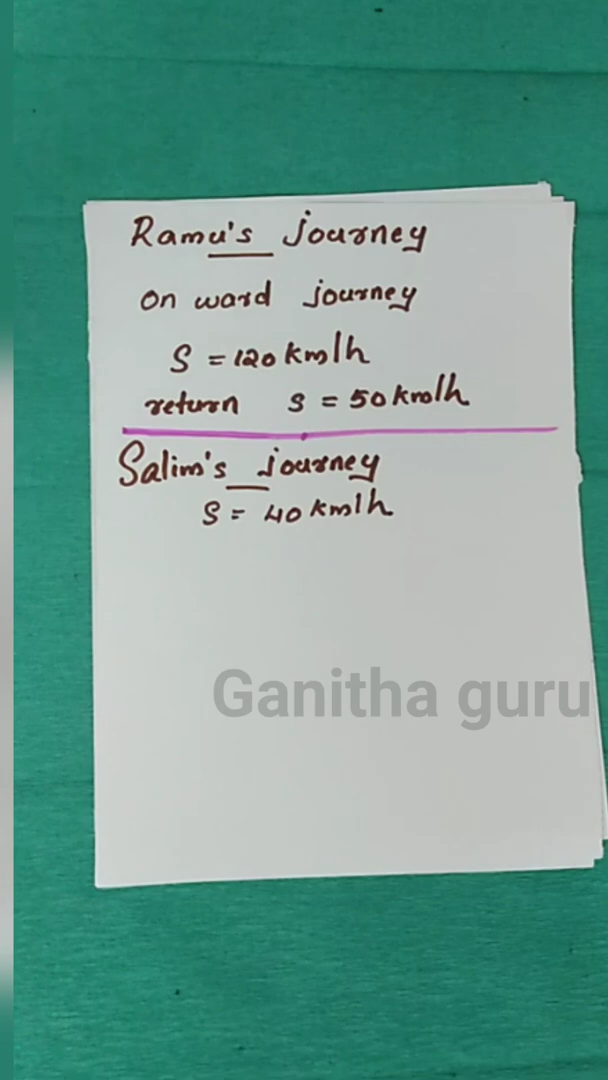 Ramu's journey
on ward journey
S = 120 km/h
return S = 50 km/h
Salim's journey
S = 40 km/h
Ganitha guru